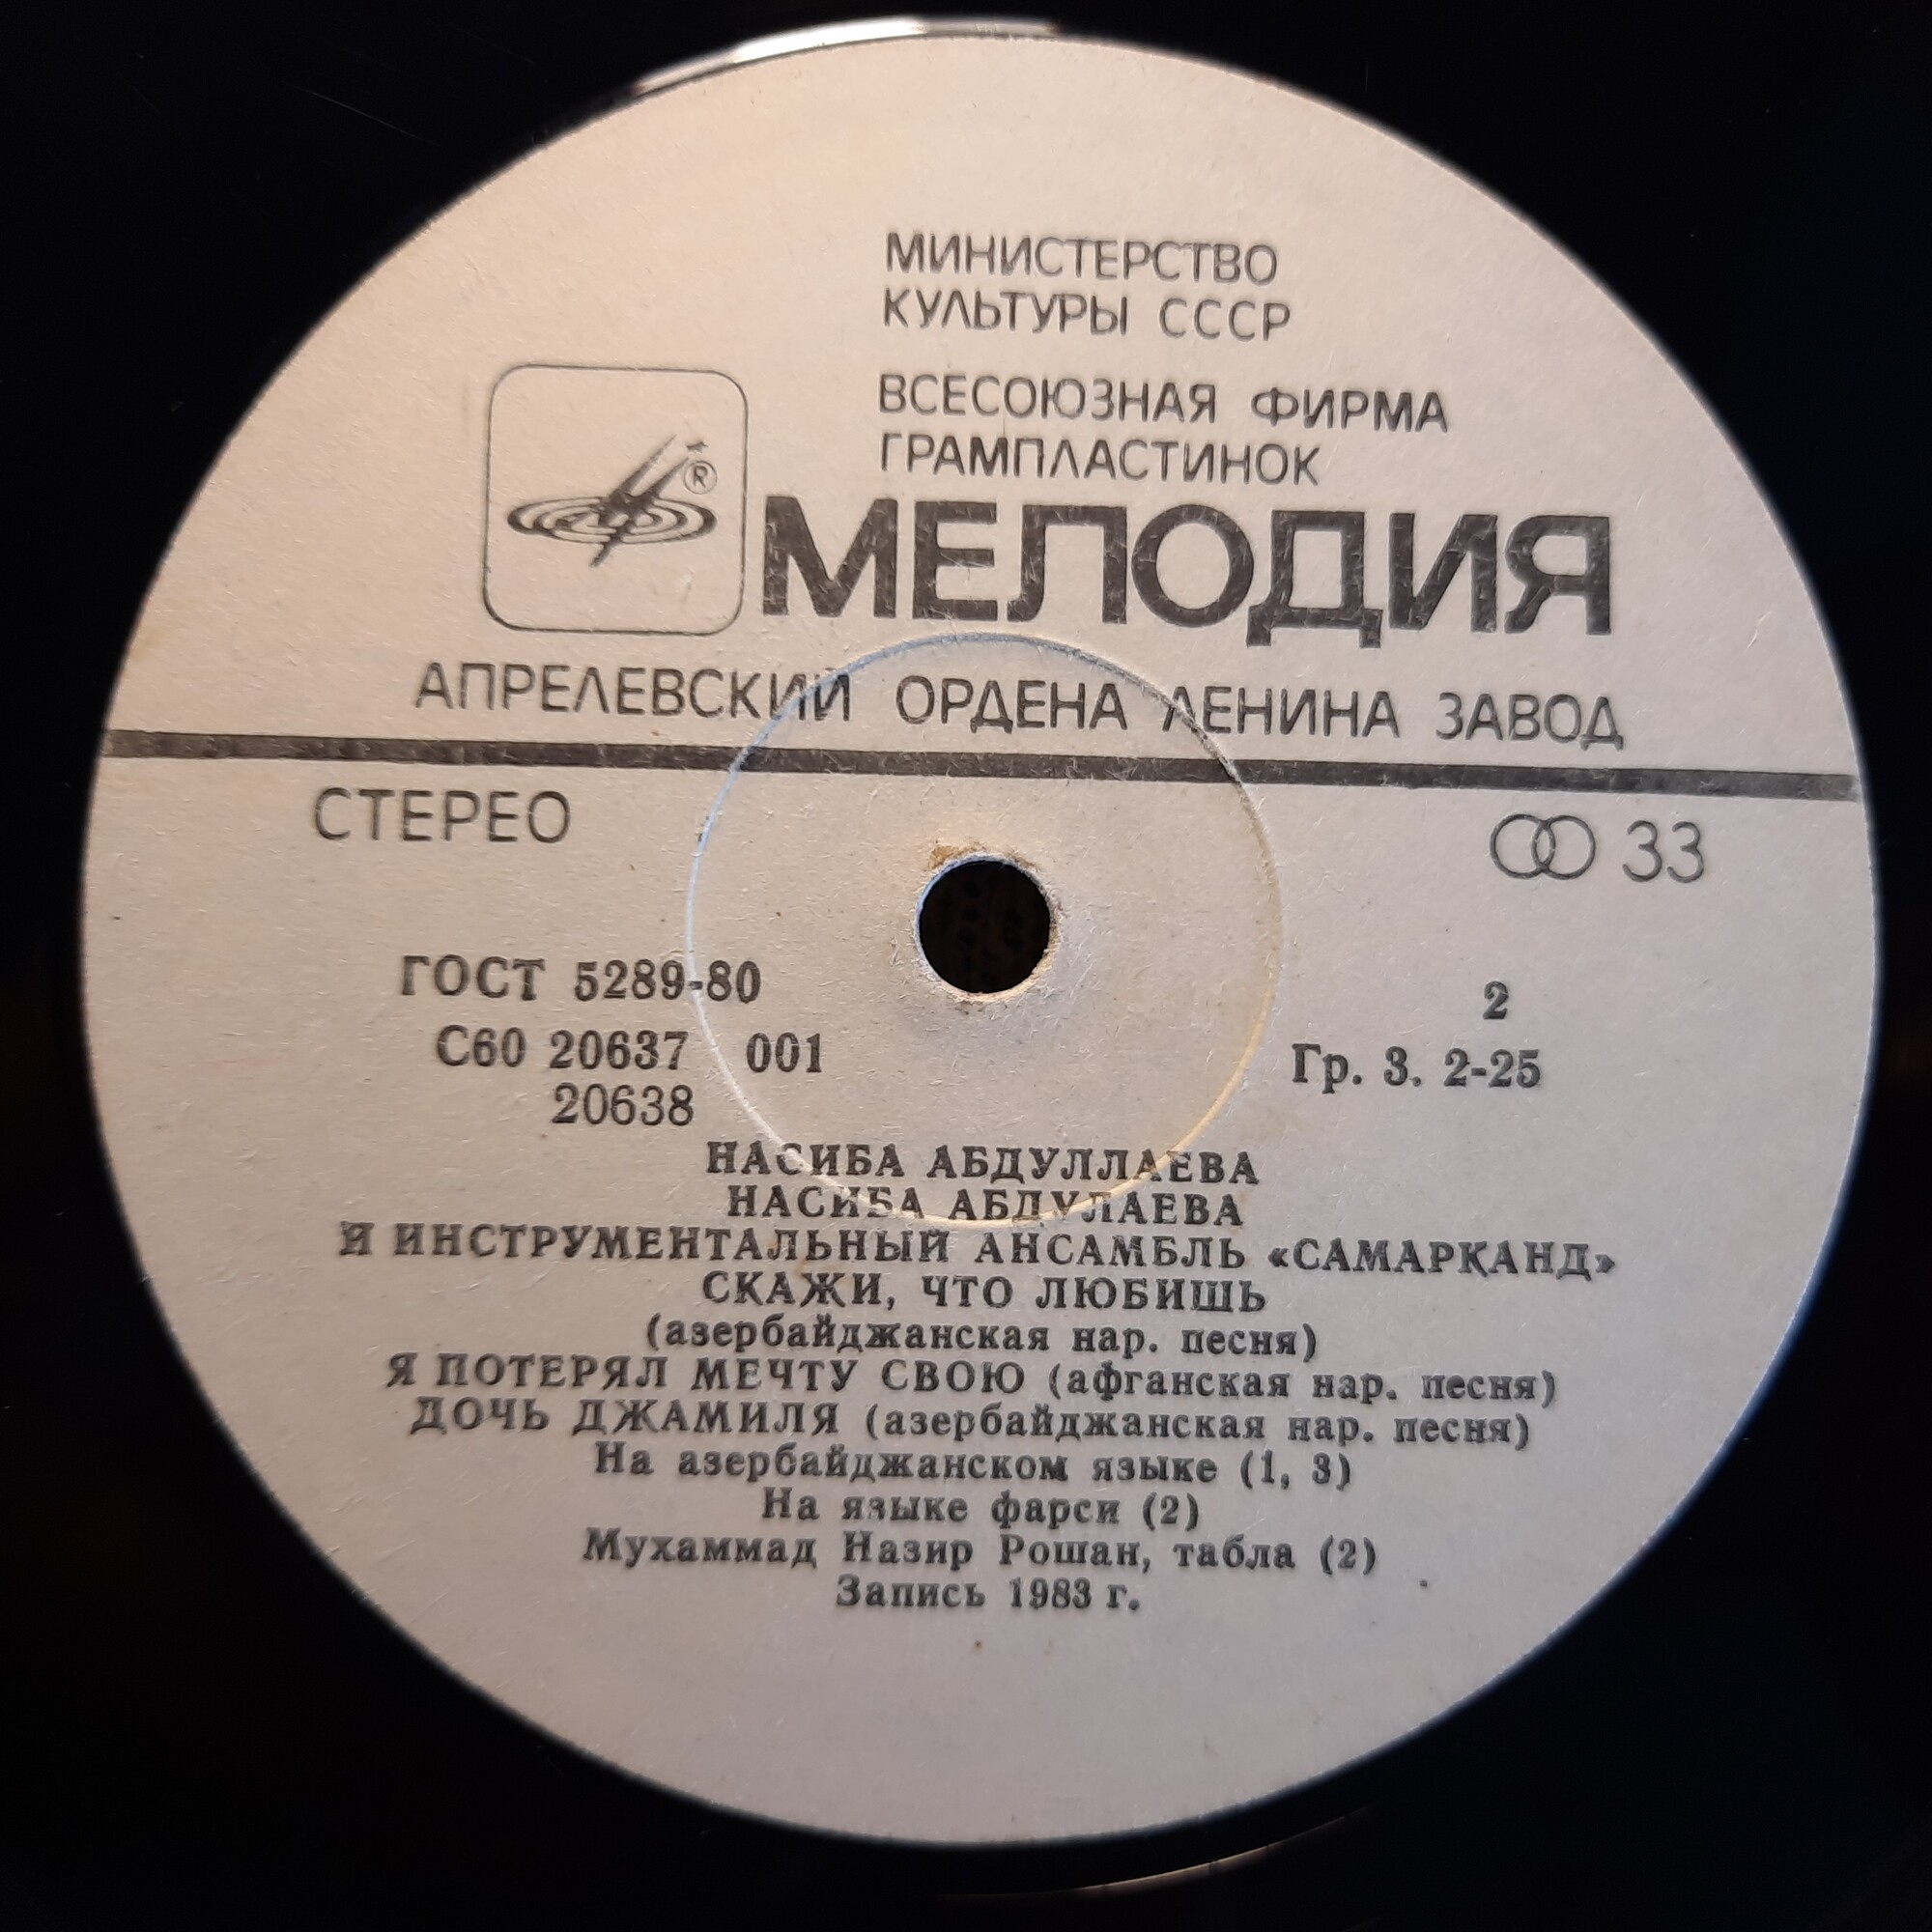 МИНИСТЕРСТВО
КУЛЬТУРЫ СССР
ВСЕСОЮЗНАЯ ФИРМА
ГРАМПЛАСТИНОК
®
МЕЛОДИЯ
АПРЕЛЕВСКИЙ ОРДЕНА ЛЕНИНА ЗАВОД
СТЕРЕО
33
ГОСТ 5289-80
2
С60 20637 001
Гр. 3. 2-25
20638
НАСИБА АБДУЛЛАЕВА
НАСИБА АБДУЛАЕВА
И ИНСТРУМЕНТАЛЬНЫЙ АНСАМБЛЬ «САМАРКАНД»
СКАЖИ, ЧТО ЛЮБИШЬ
(азербайджанская нар. песня)
Я ПОТЕРЯЛ МЕЧТУ СВОЮ (афганская нар. песня)
ДОЧЬ ДЖАМИЛЯ (азербайджанская нар. песня)
На азербайджанском языке (1, 3)
На языке фарси (2)
Мухаммад Назир Рошан, табла (2)
Запись 1983 г.